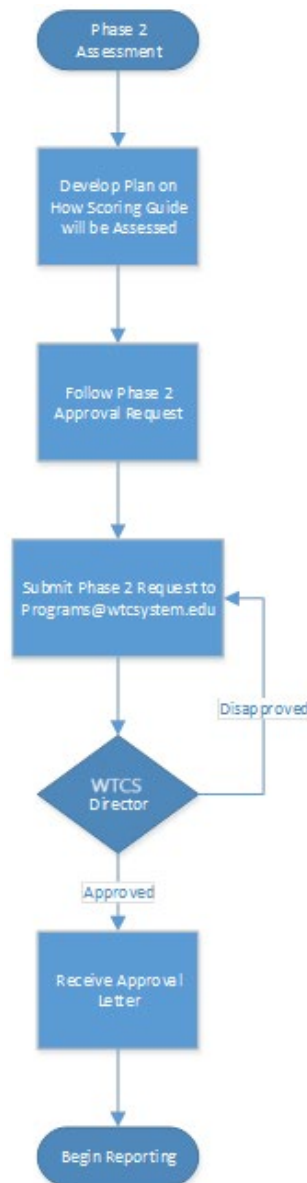 Phase 2
Assessment
Develop Plan on
How Scoring Guide
will be Assessed
Follow Phase 2
Approval Request
Submit Phase 2 Request to
Programs@wtcsystem.edu
Disapproved
WTCS
Director
Approved
Receive Approval
Letter
Begin Reporting